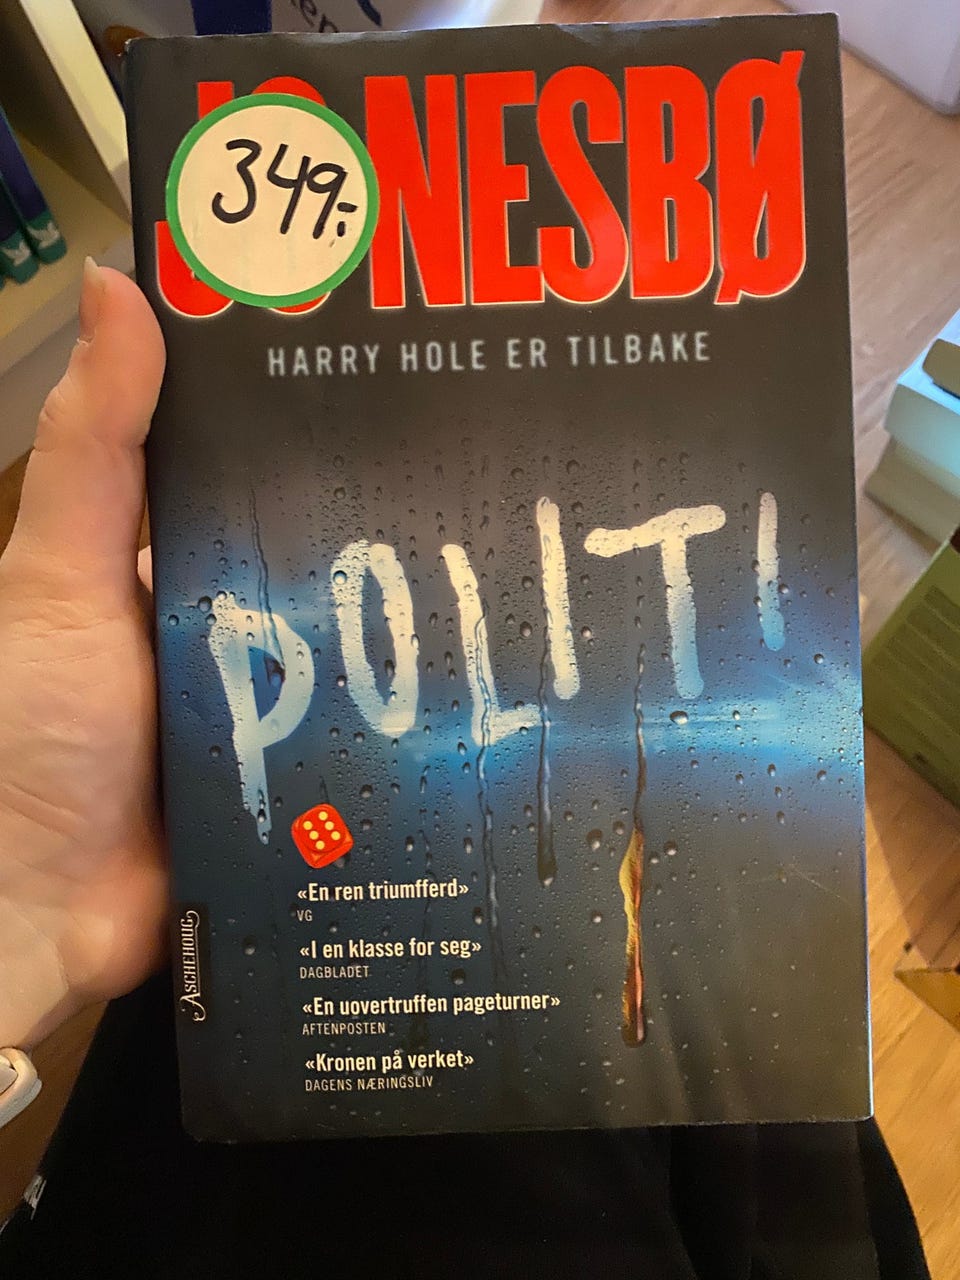 JO NESBØ
349.-
HARRY HOLE ER TILBAKE
POLITI
«En ren triumfferd»
VG
«I en klasse for seg»
DAGBLADET
«En uovertruffen pageturner»
AFTENPOSTEN
«Kronen på verket»
DAGENS NÆRINGSLIV
ASCHEHOUG